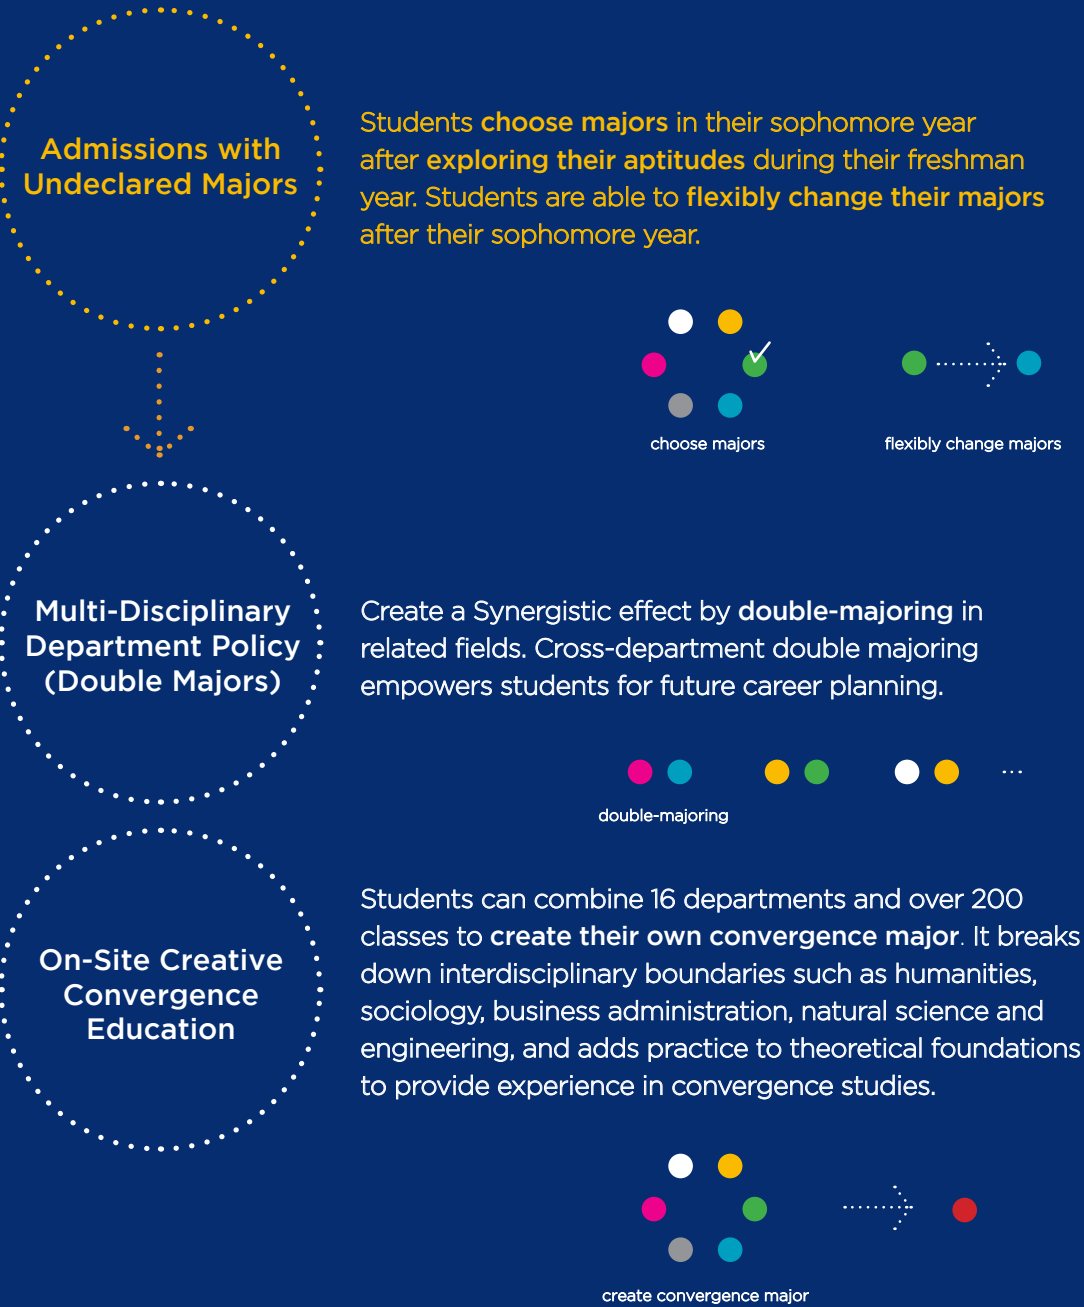 Admissions with
Undeclared Majors
Students choose majors in their sophomore year
after exploring their aptitudes during their freshman
year. Students are able to flexibly change their majors
after their sophomore year.
choose majors
flexibly change majors
Multi-Disciplinary
Department Policy
(Double Majors)
Create a Synergistic effect by double-majoring in
related fields. Cross-department double majoring
empowers students for future career planning.
...
double-majoring
On-Site Creative
Convergence
Education
Students can combine 16 departments and over 200
classes to create their own convergence major. It breaks
down interdisciplinary boundaries such as humanities,
sociology, business administration, natural science and
engineering, and adds practice to theoretical foundations
to provide experience in convergence studies.
create convergence major